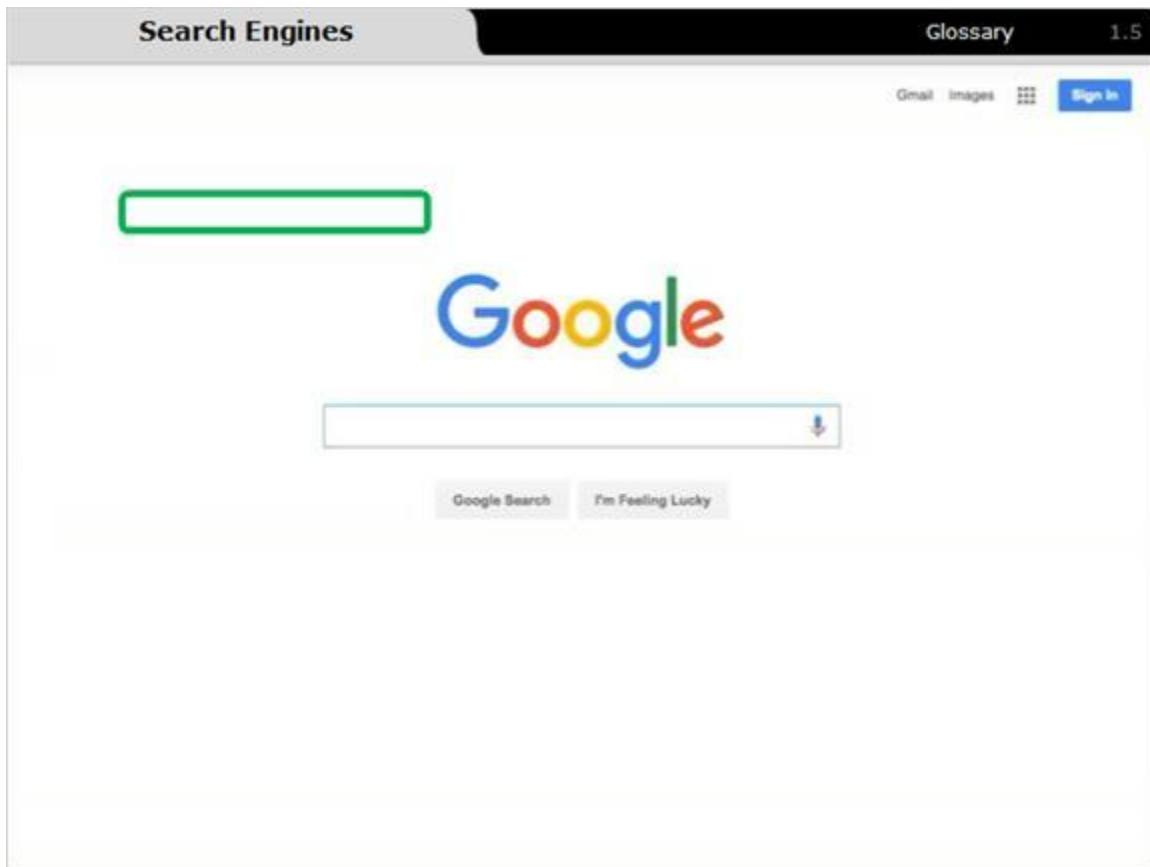 Search Engines
Glossary 1.5
Gmail Images Sign in
Google
Google Search I'm Feeling Lucky